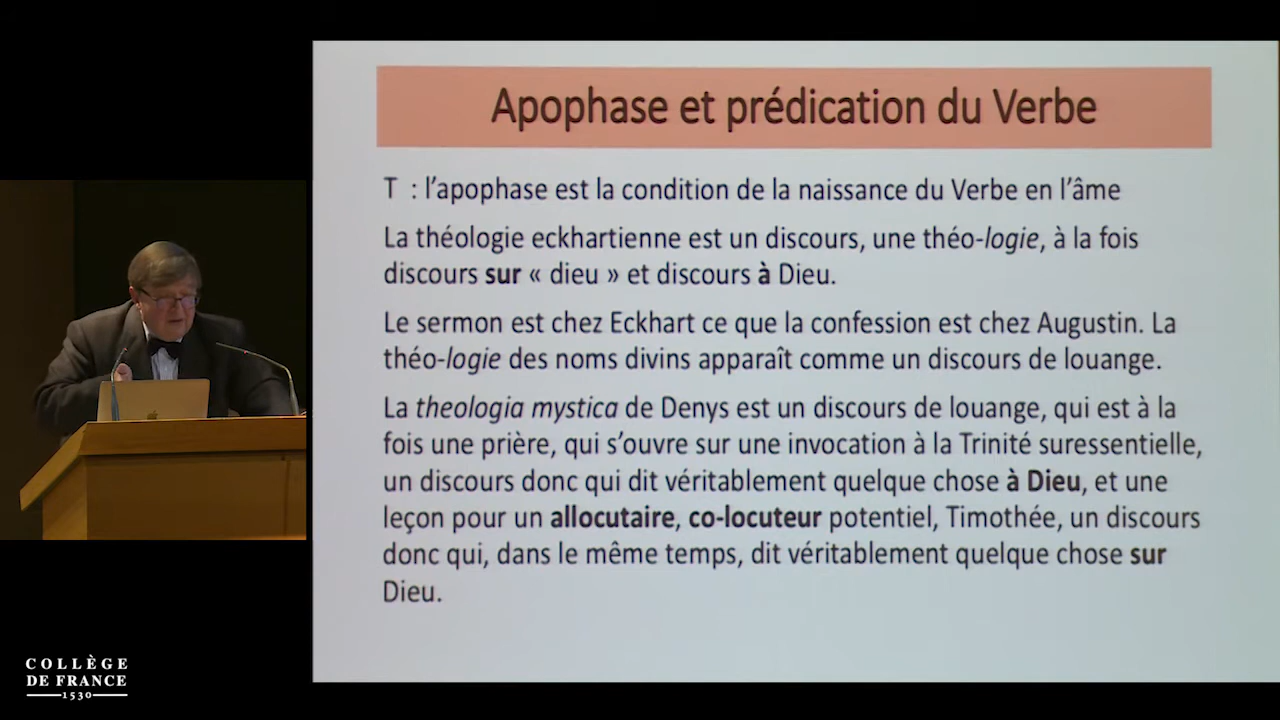 Apophase et prédication du Verbe
T : l’apophase est la condition de la naissance du Verbe en l’âme
La théologie eckhartienne est un discours, une théo-logie, à la fois
discours sur « dieu » et discours à Dieu.
Le sermon est chez Eckhart ce que la confession est chez Augustin. La
théo-logie des noms divins apparaît comme un discours de louange.
La theologia mystica de Denys est un discours de louange, qui est à la
fois une prière, qui s’ouvre sur une invocation à la Trinité suressentielle,
un discours donc qui dit véritablement quelque chose à Dieu, et une
leçon pour un allocutaire, co-locuteur potentiel, Timothée, un discours
donc qui, dans le même temps, dit véritablement quelque chose sur
Dieu.
COLLÈGE
DE FRANCE
1530